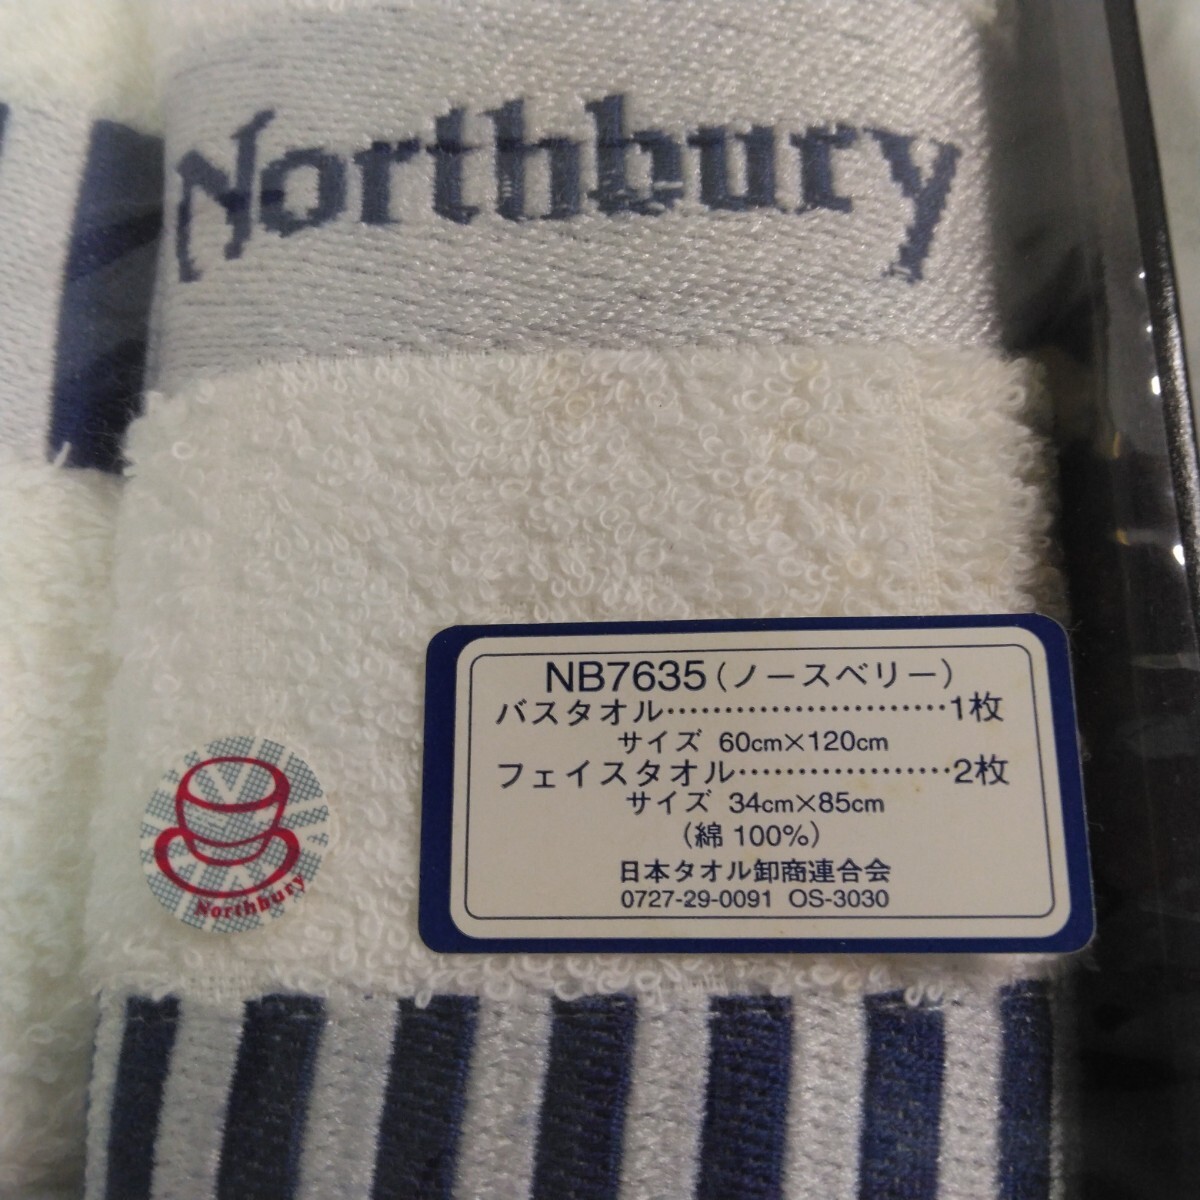 Northbury
NB7635(ノースベリー)
バスタオル························1枚
サイズ 60cm×120cm
フェイスタオル··················2枚
サイズ 34cm×85cm
(綿 100%)
日本タオル卸商連合会
0727-29-0091 OS-3030
Northbury